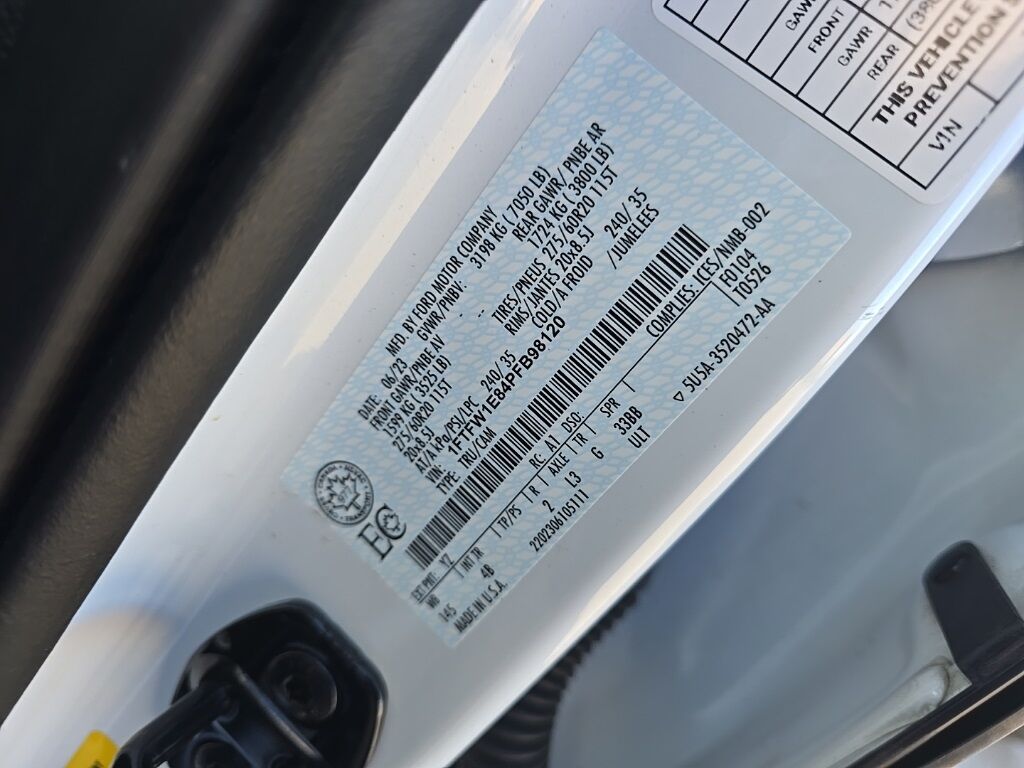 GAWR
FRONT
GAWR
REAR
THIS VEHICLE
PREVENTION
VIN
MFD. BY FORD MOTOR COMPANY
DATE: 06/23 GVWR/PNBV: 3198 KG ( 7050 LB)
FRONT GAWR/ PNBE AV REAR GAWR/ PNBE AR
1599 KG ( 3525 LB) -- 1724 KG ( 3800 LB)
275/60R20 115T TIRES/PNEUS 275/60R20 115T
20x8.5J RIMS/JANTES 20x8.5J
AT/A kPa/PSI/LPC 240/35 COLD/A FROID 240/35
VIN: 1FTFW1E84PFB98120 /JUMELEES
TYPE: TRU/CAM
COMPLIES: ICES/NMB-002
EXT PNT: YZ RC: A1 DSO: F0104
WB INT TR TP/PS R AXLE TR SPR T0526
145 4B 2 L3 G 33BB
MADE IN U.S.A. 2202306105111 ULT
▽ 5U5A-3520472-AA
EC